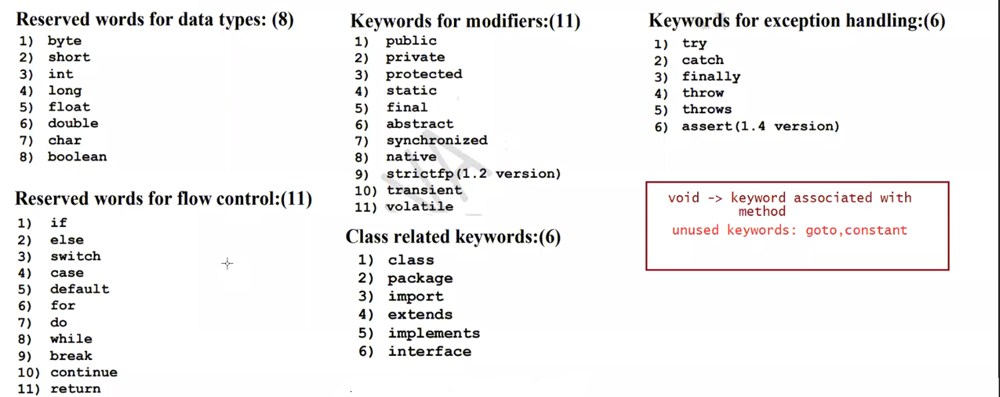 Reserved words for data types: (8)
1) byte
2) short
3) int
4) long
5) float
6) double
7) char
8) boolean
Reserved words for flow control:(11)
1) if
2) else
3) switch
4) case
5) default
6) for
7) do
8) while
9) break
10) continue
11) return
Keywords for modifiers:(11)
1) public
2) private
3) protected
4) static
5) final
6) abstract
7) synchronized
8) native
9) strictfp(1.2 version)
10) transient
11) volatile
Class related keywords:(6)
1) class
2) package
3) import
4) extends
5) implements
6) interface
Keywords for exception handling:(6)
1) try
2) catch
3) finally
4) throw
5) throws
6) assert(1.4 version)
void -> keyword associated with
method
unused keywords: goto,constant